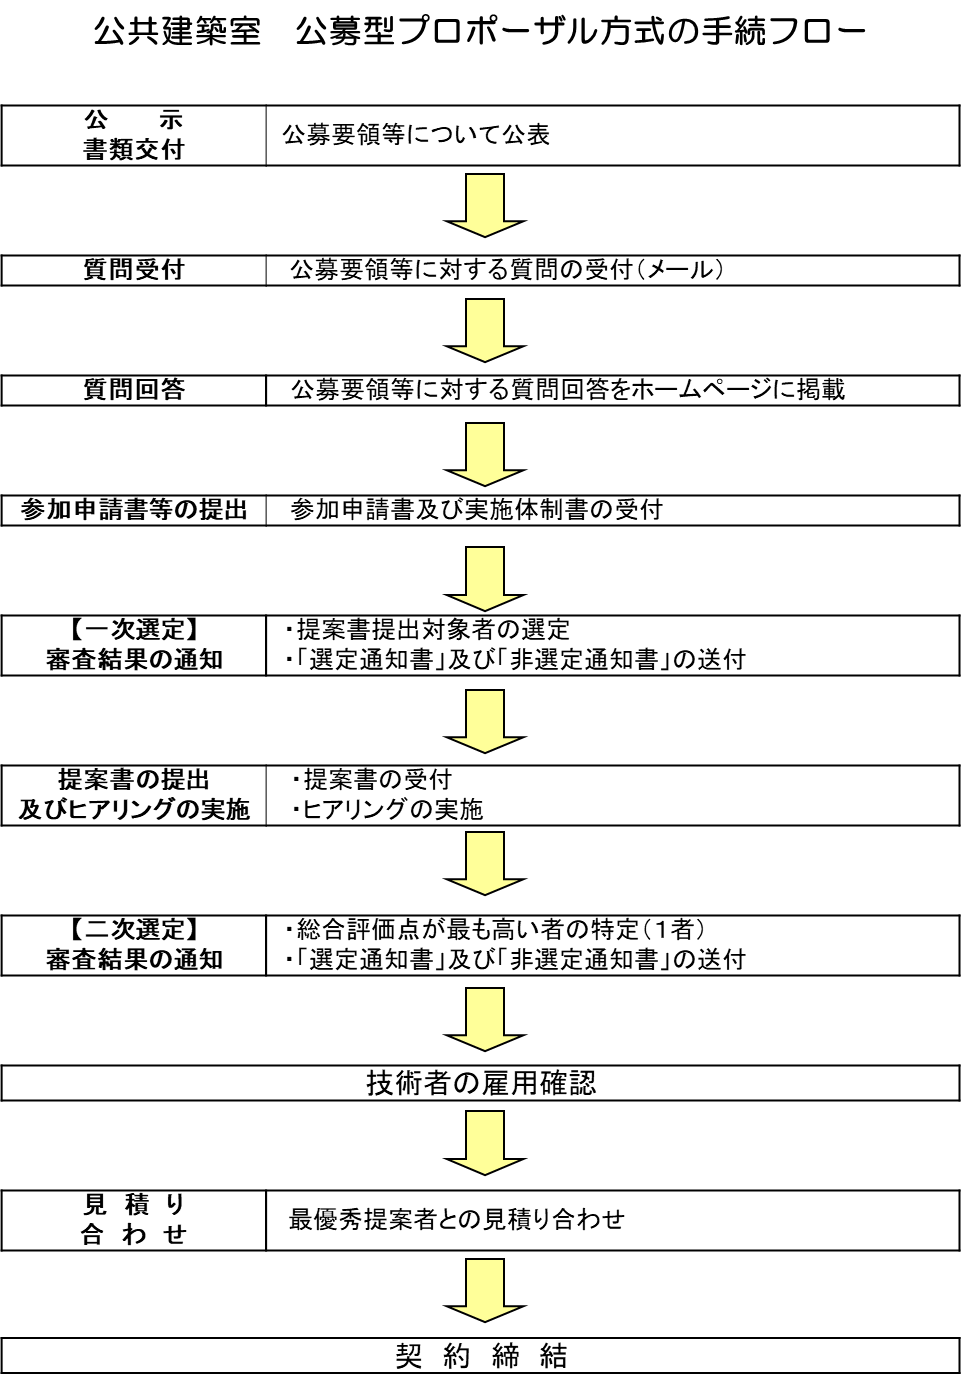 公共建築室　公募型プロポーザル方式の手続フロー
公　　示
書類交付
公募要領等について公表
質問受付
公募要領等に対する質問の受付（メール）
質問回答
公募要領等に対する質問回答をホームページに掲載
参加申請書等の提出
参加申請書及び実施体制書の受付
【一次選定】
審査結果の通知
・提案書提出対象者の選定
・「選定通知書」及び「非選定通知書」の送付
提案書の提出
及びヒアリングの実施
・提案書の受付
・ヒアリングの実施
【二次選定】
審査結果の通知
・総合評価点が最も高い者の特定（１者）
・「選定通知書」及び「非選定通知書」の送付
技術者の雇用確認
見　積　り
合　わ　せ
最優秀提案者との見積り合わせ
契　約　締　結